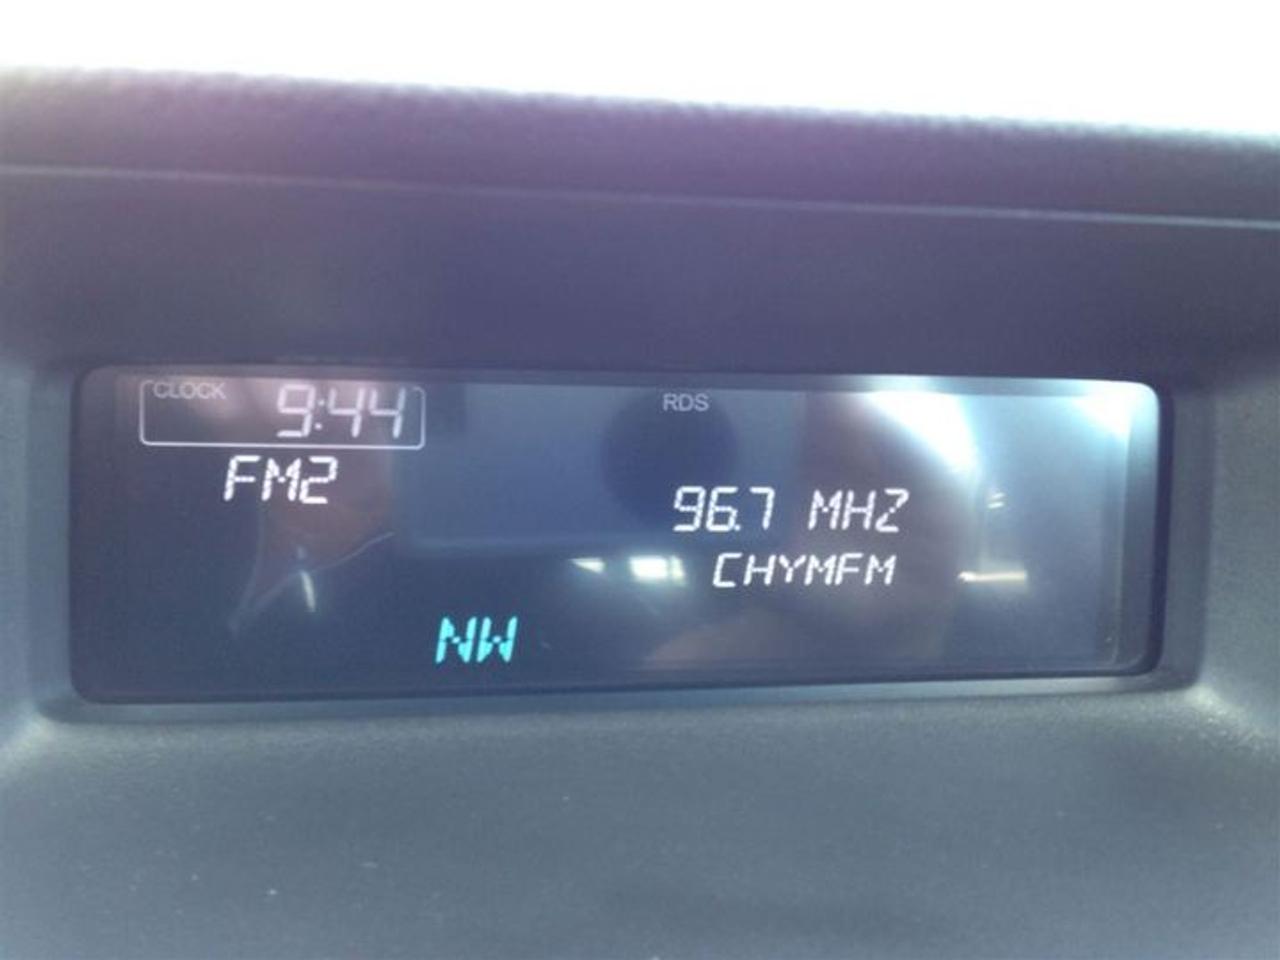 CLOCK 9:44
RDS
FM2
96.7 MHZ
CHYMFM
NW